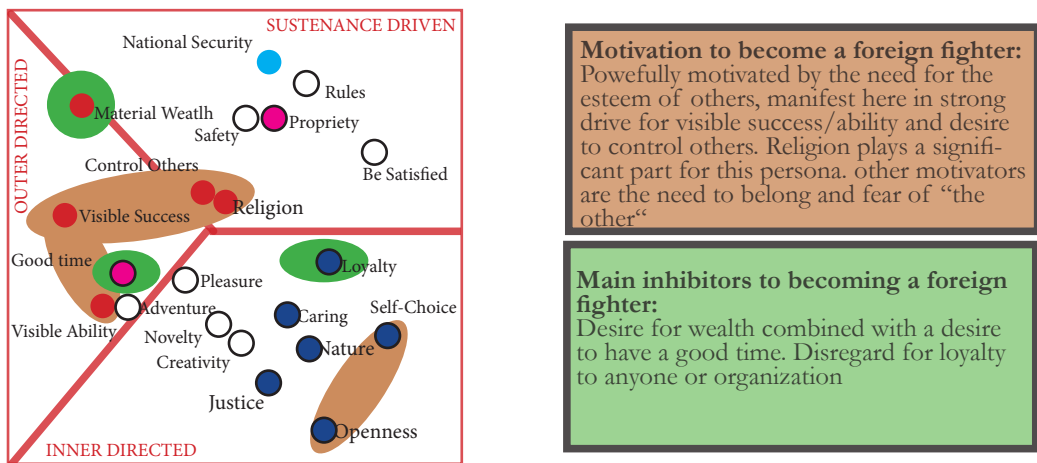 SUSTENANCE DRIVEN
National Security
Rules
OUTER DIRECTED
Material Weatlh
Safety
Propriety
Control Others
Be Satisfied
Visible Success
Religion
Good time
Loyalty
Pleasure
Adventure
Self-Choice
Caring
Visible Ability
Novelty
Nature
Creativity
Justice
Openness
INNER DIRECTED
Motivation to become a foreign fighter:
Powefully motivated by the need for the
esteem of others, manifest here in strong
drive for visible success/ability and desire
to control others. Religion plays a signifi-
cant part for this persona. other motivators
are the need to belong and fear of “the
other“
Main inhibitors to becoming a foreign
fighter:
Desire for wealth combined with a desire
to have a good time. Disregard for loyalty
to anyone or organization